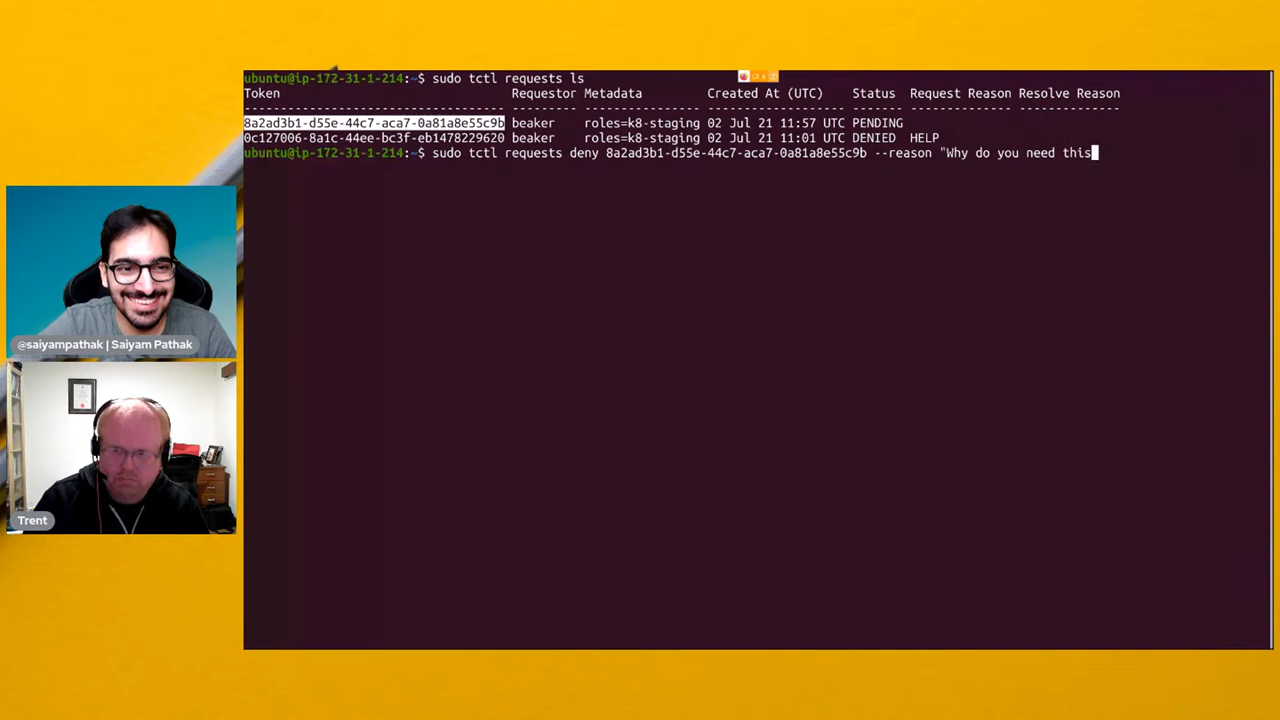 ubuntu@ip-172-31-1-214:~$ sudo tctl requests ls
Token Requestor Metadata Created At (UTC) Status Request Reason Resolve Reason
------------------------------------ --------- ---------------- ------------------- ------- -------------- --------------
8a2ad3b1-d55e-44c7-aca7-0a81a8e55c9b beaker roles=k8-staging 02 Jul 21 11:57 UTC PENDING
0c127006-8a1c-44ee-bc3f-eb1478229620 beaker roles=k8-staging 02 Jul 21 11:01 UTC DENIED HELP
ubuntu@ip-172-31-1-214:~$ sudo tctl requests deny 8a2ad3b1-d55e-44c7-aca7-0a81a8e55c9b --reason "Why do you need this
@saiyampathak | Saiyam Pathak
Trent